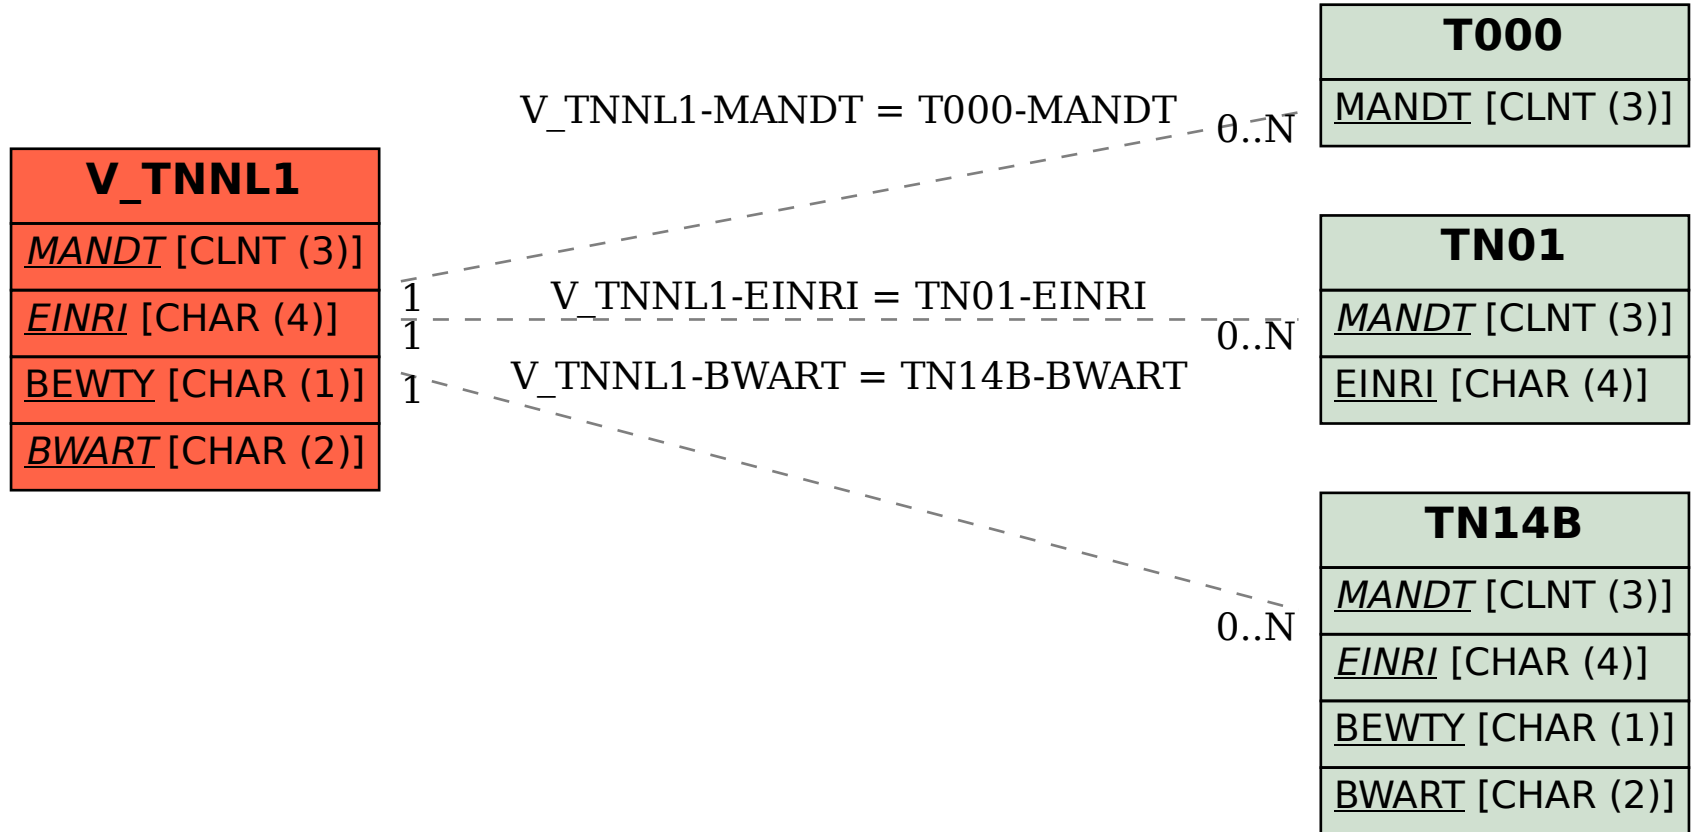 V_TNNL1
MANDT [CLNT (3)]
EINRI [CHAR (4)]
BEWTY [CHAR (1)]
BWART [CHAR (2)]
V_TNNL1-MANDT = T000-MANDT
0..N
1
V_TNNL1-EINRI = TN01-EINRI
1
0..N
V_TNNL1-BWART = TN14B-BWART
1
0..N
T000
MANDT [CLNT (3)]
TN01
MANDT [CLNT (3)]
EINRI [CHAR (4)]
TN14B
MANDT [CLNT (3)]
EINRI [CHAR (4)]
BEWTY [CHAR (1)]
BWART [CHAR (2)]